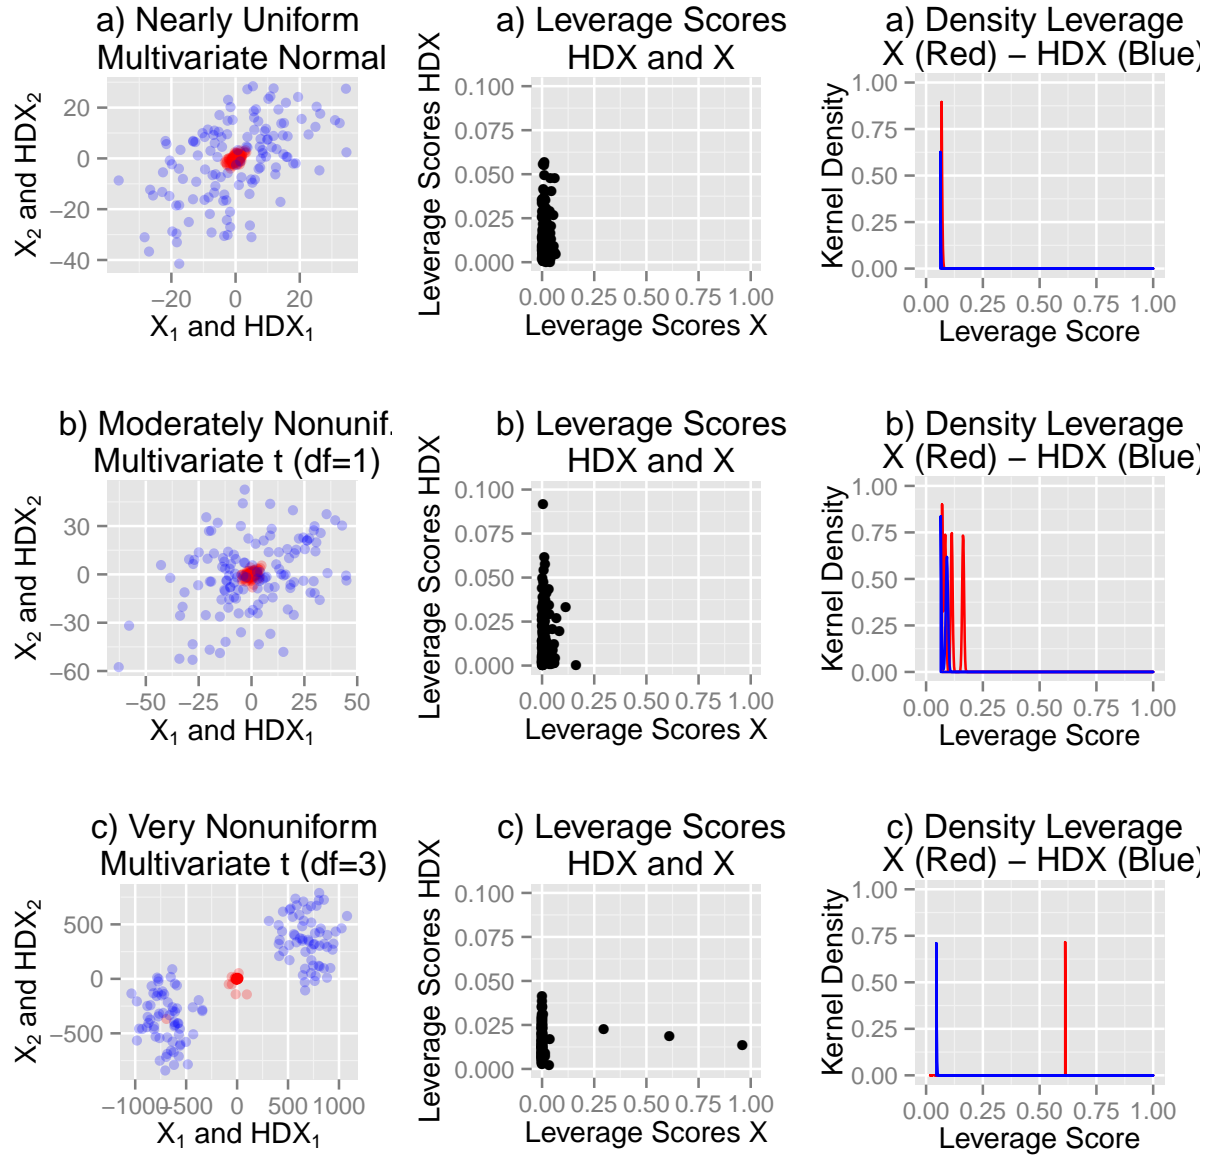 a) Nearly Uniform
Multivariate Normal
X2 and HDX2
20
0
−20
−40
−20 0 20
X1 and HDX1
a) Leverage Scores
HDX and X
Leverage Scores HDX
0.100
0.075
0.050
0.025
0.000
0.00 0.25 0.50 0.75 1.00
Leverage Scores X
a) Density Leverage
X (Red) − HDX (Blue)
Kernel Density
1.00
0.75
0.50
0.25
0.00
0.00 0.25 0.50 0.75 1.00
Leverage Score
b) Moderately Nonunif.
Multivariate t (df=1)
X2 and HDX2
30
0
−30
−60
−50 −25 0 25 50
X1 and HDX1
b) Leverage Scores
HDX and X
Leverage Scores HDX
0.100
0.075
0.050
0.025
0.000
0.00 0.25 0.50 0.75 1.00
Leverage Scores X
b) Density Leverage
X (Red) − HDX (Blue)
Kernel Density
1.00
0.75
0.50
0.25
0.00
0.00 0.25 0.50 0.75 1.00
Leverage Score
c) Very Nonuniform
Multivariate t (df=3)
X2 and HDX2
500
0
−500
−1000 −500 0 500 1000
X1 and HDX1
c) Leverage Scores
HDX and X
Leverage Scores HDX
0.100
0.075
0.050
0.025
0.000
0.00 0.25 0.50 0.75 1.00
Leverage Scores X
c) Density Leverage
X (Red) − HDX (Blue)
Kernel Density
1.00
0.75
0.50
0.25
0.00
0.00 0.25 0.50 0.75 1.00
Leverage Score